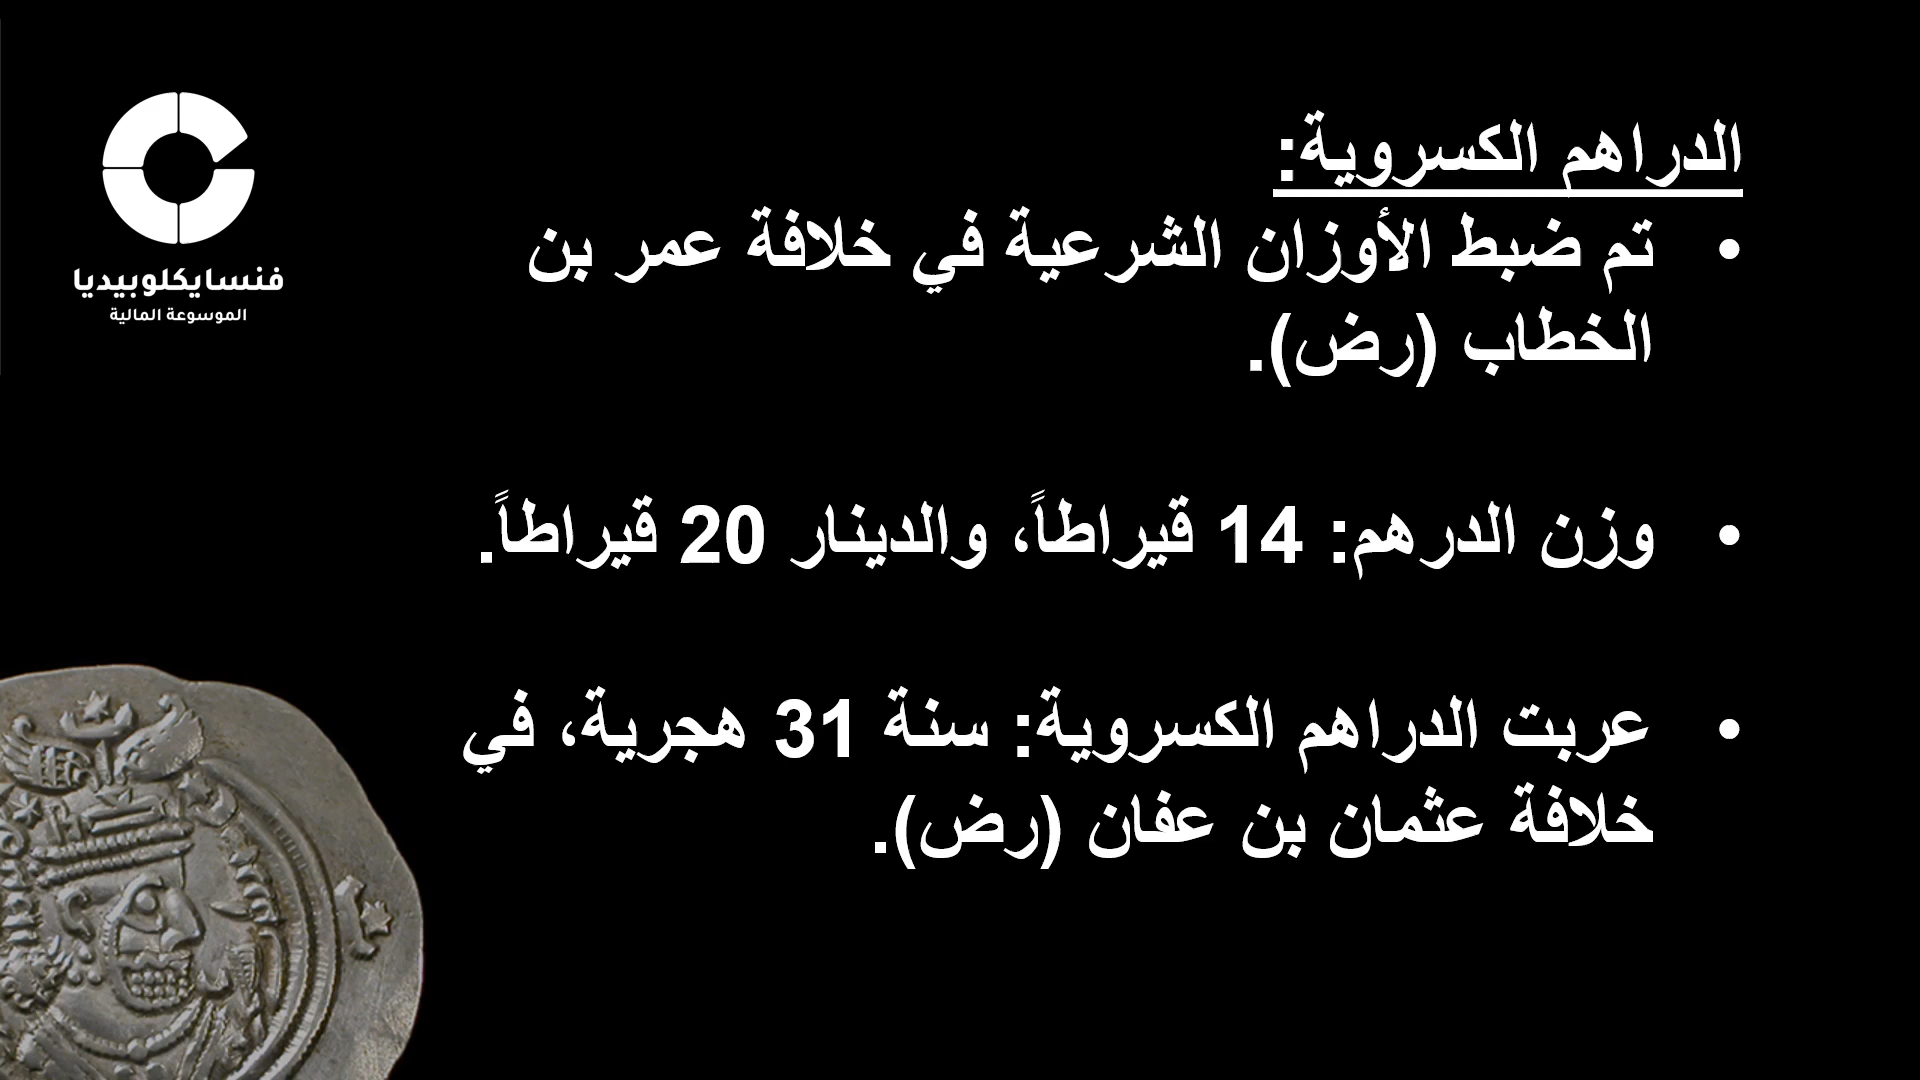 الدراهم الكسروية:
• تم ضبط الأوزان الشرعية في خلافة عمر بن
الخطاب (رض).
• وزن الدرهم: 14 قيراطاً، والدينار 20 قيراطاً.
• عربت الدراهم الكسروية: سنة 31 هجرية، في
خلافة عثمان بن عفان (رض).
فنسايكلوبيديا
الموسوعة المالية